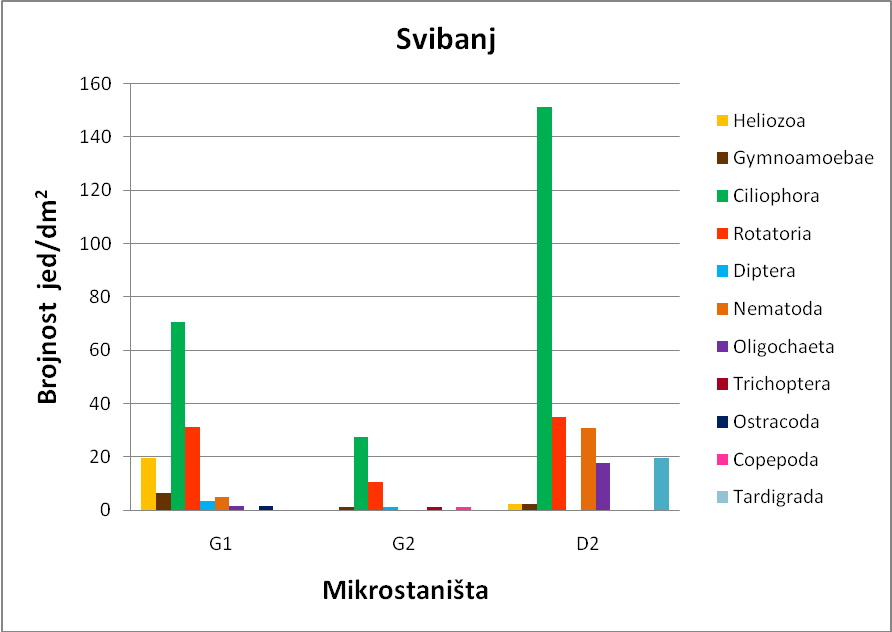 Svibanj
Brojnost jed/dm²
160
140
120
100
80
60
40
20
0
G1
G2
D2
Mikrostaništa
Heliozoa
Gymnoamoebae
Ciliophora
Rotatoria
Diptera
Nematoda
Oligochaeta
Trichoptera
Ostracoda
Copepoda
Tardigrada